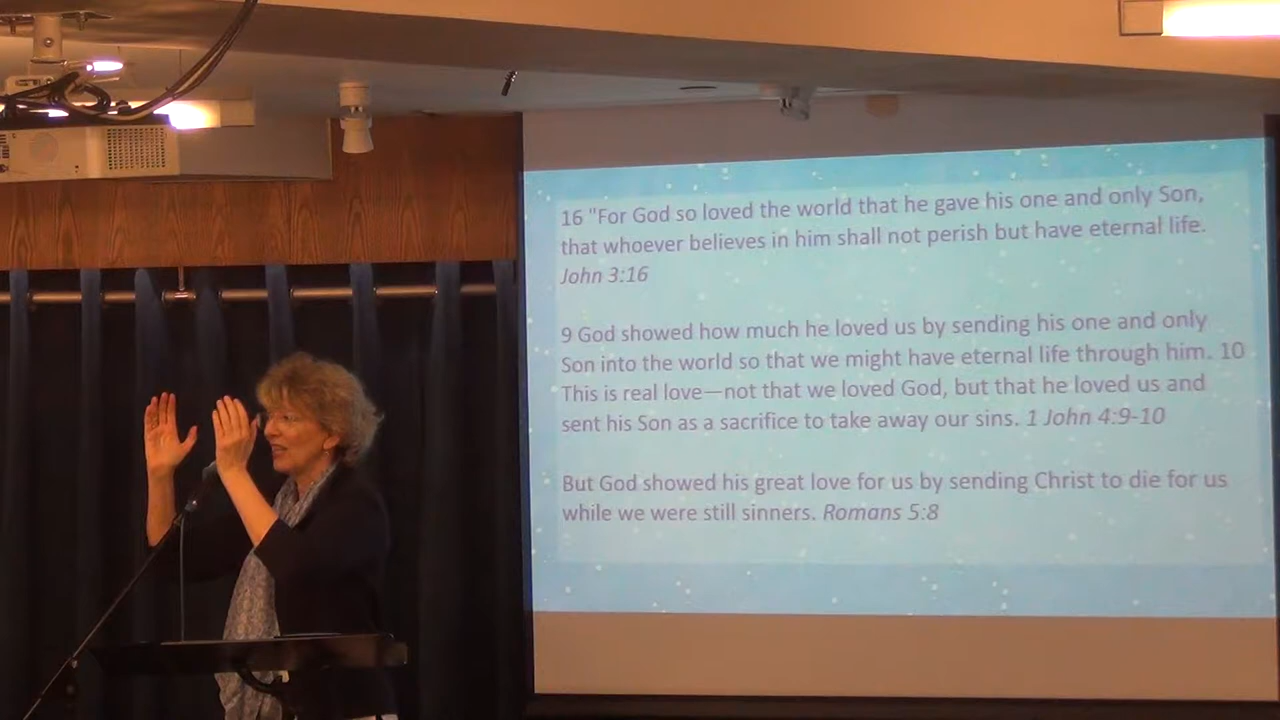 16 "For God so loved the world that he gave his one and only Son,
that whoever believes in him shall not perish but have eternal life.
John 3:16
9 God showed how much he loved us by sending his one and only
Son into the world so that we might have eternal life through him. 10
This is real love—not that we loved God, but that he loved us and
sent his Son as a sacrifice to take away our sins. 1 John 4:9-10
But God showed his great love for us by sending Christ to die for us
while we were still sinners. Romans 5:8